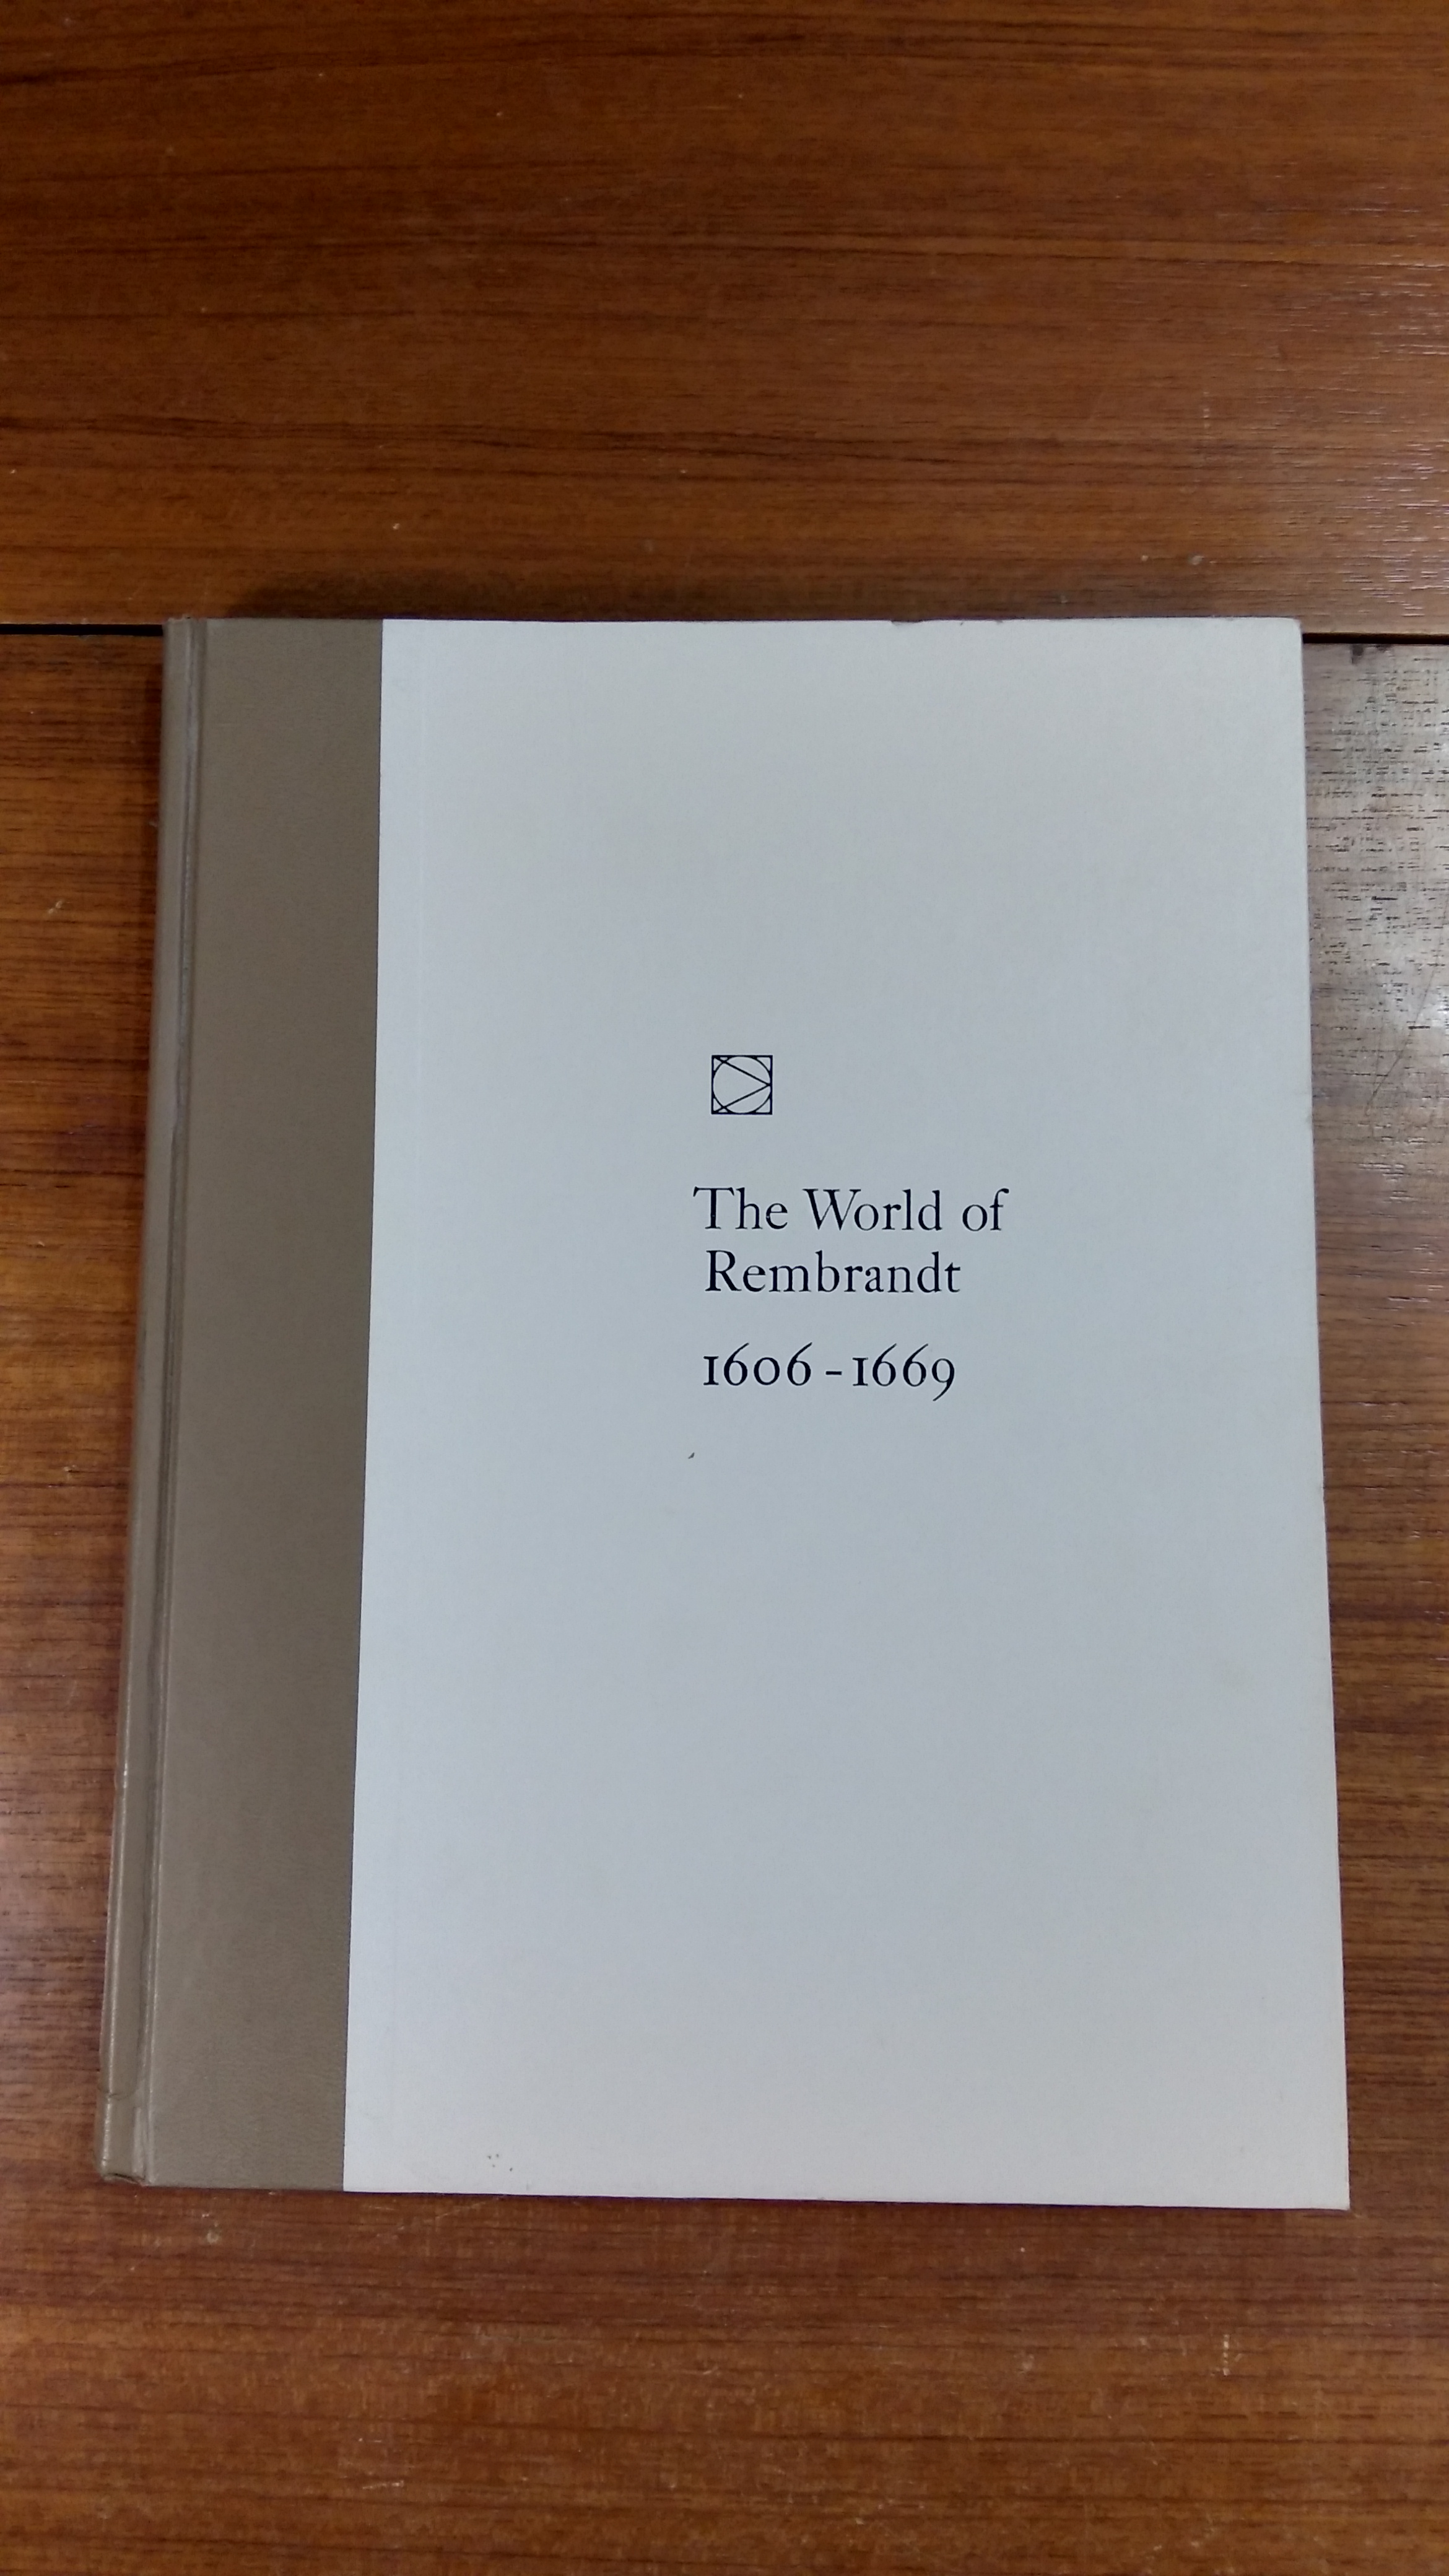 The World of
Rembrandt
1606-1669